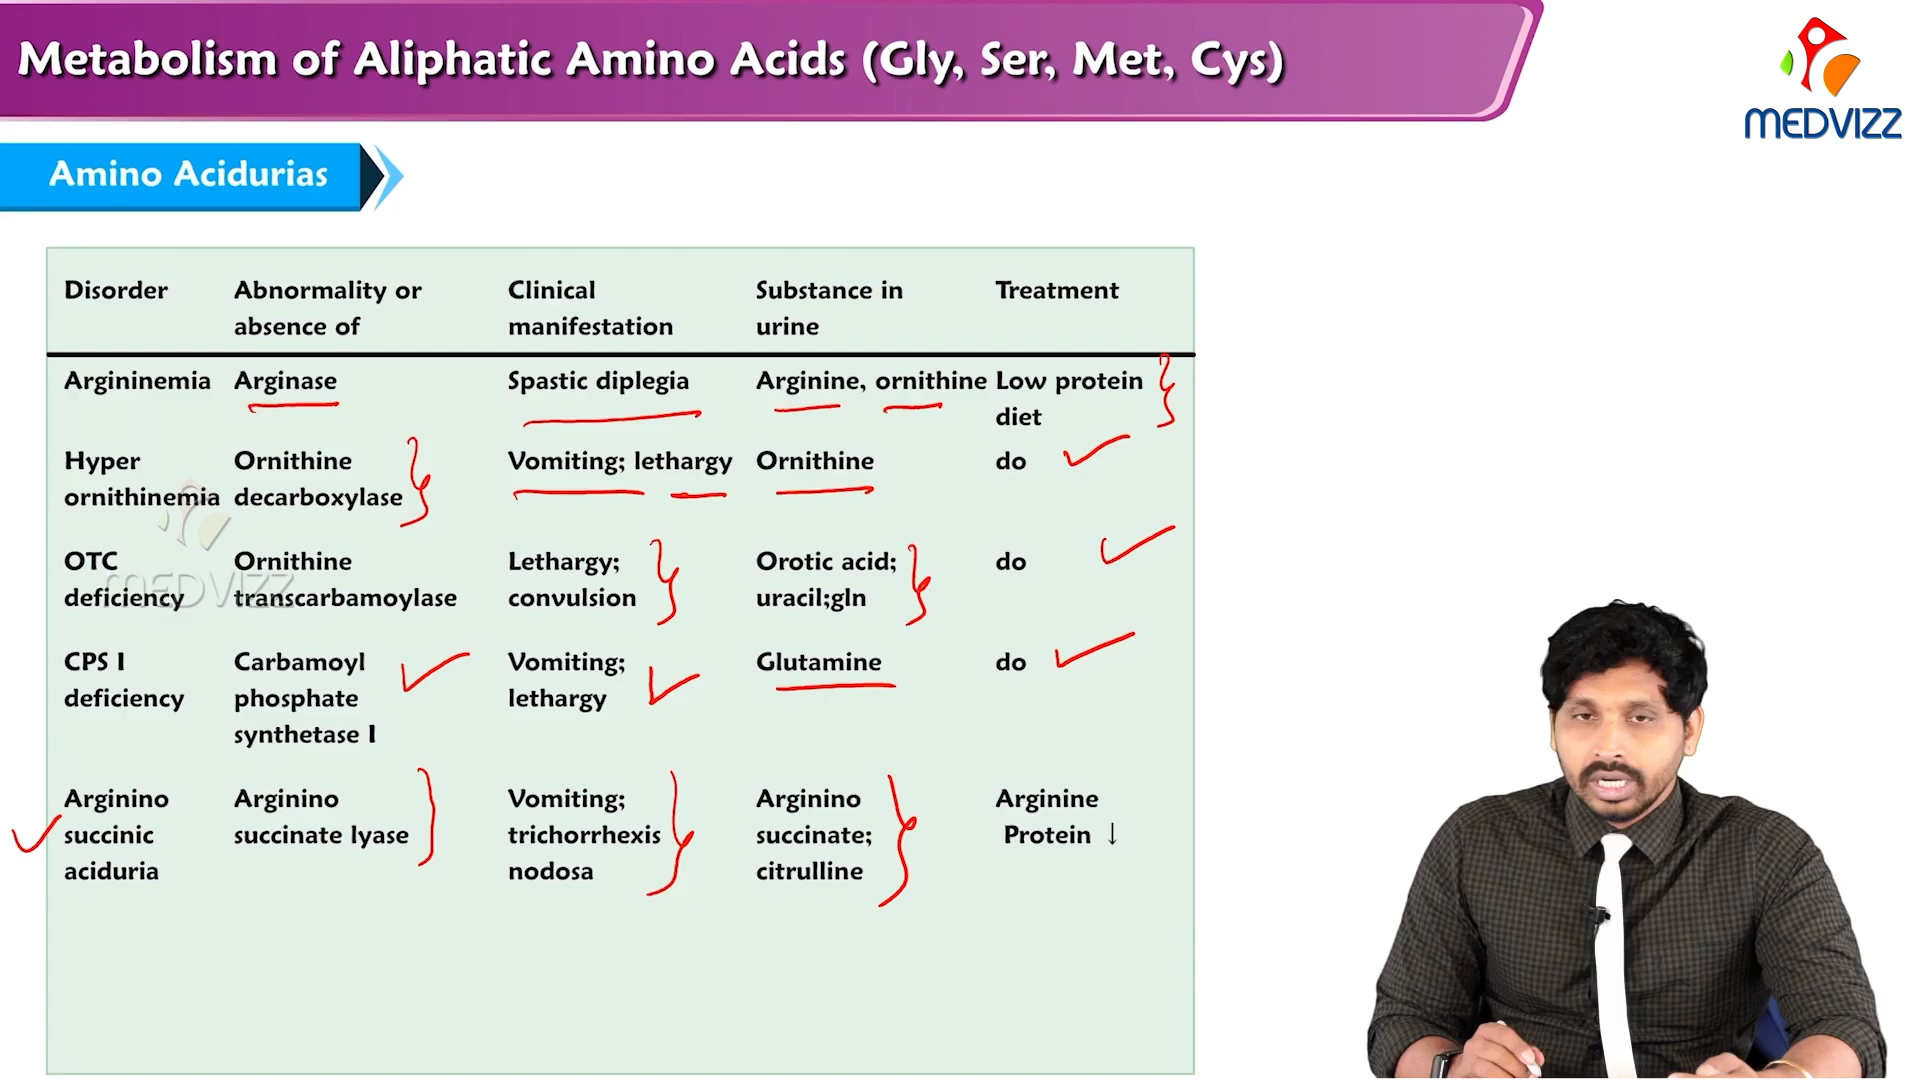 Metabolism of Aliphatic Amino Acids (Gly, Ser, Met, Cys)
MEDVIZZ
Amino Acidurias
Disorder Abnormality or absence of Clinical manifestation Substance in urine Treatment
Argininemia Arginase Spastic diplegia Arginine, ornithine Low protein diet
Hyper ornithinemia Ornithine decarboxylase Vomiting; lethargy Ornithine do
OTC deficiency Ornithine transcarbamoylase Lethargy; convulsion Orotic acid; uracil;gln do
CPS I deficiency Carbamoyl phosphate synthetase I Vomiting; lethargy Glutamine do
Arginino succinic aciduria Arginino succinate lyase Vomiting; trichorrhexis nodosa Arginino succinate; citrulline Arginine Protein ↓
MEDVIZZ